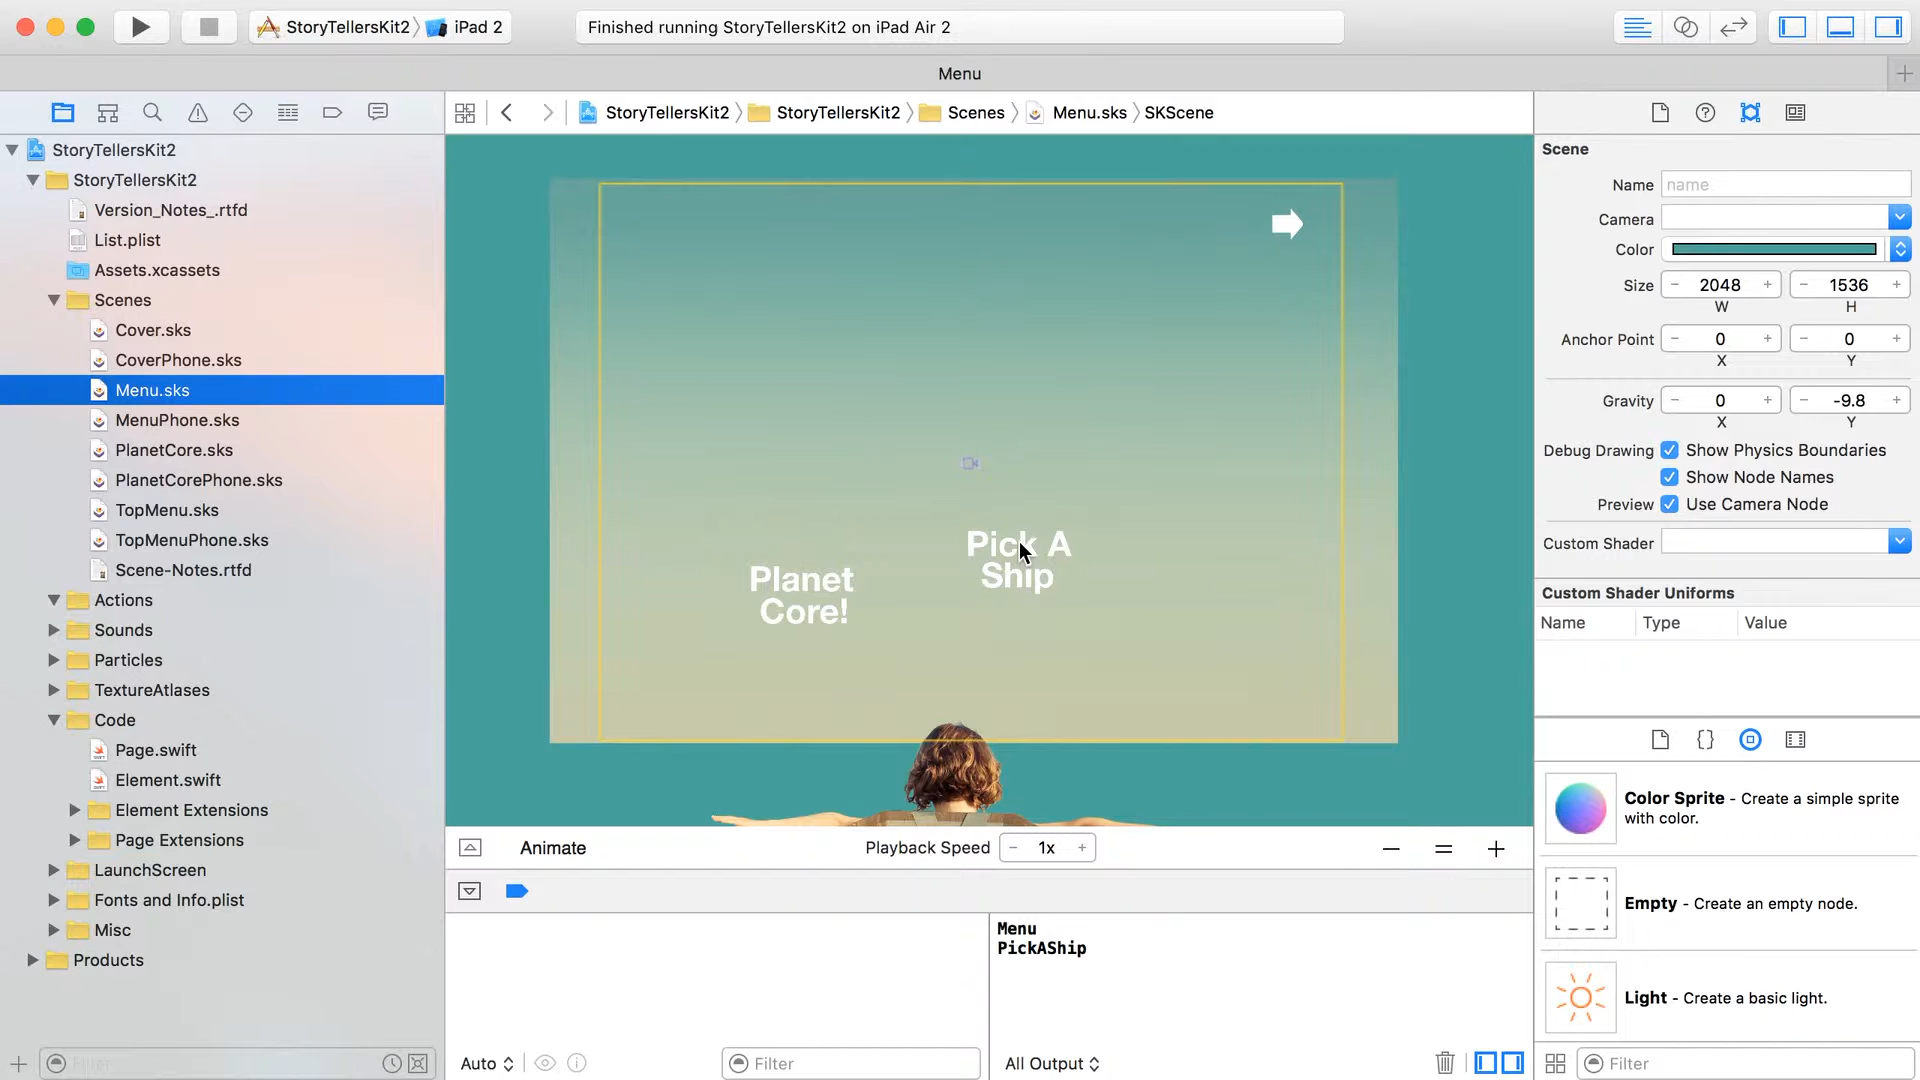 StoryTellersKit2 〉 iPad 2
Finished running StoryTellersKit2 on iPad Air 2
Menu
StoryTellersKit2 〉 StoryTellersKit2 〉 Scenes 〉 Menu.sks 〉 SKScene
StoryTellersKit2
StoryTellersKit2
Version_Notes_.rtfd
List.plist
Assets.xcassets
Scenes
Cover.sks
CoverPhone.sks
Menu.sks
MenuPhone.sks
PlanetCore.sks
PlanetCorePhone.sks
TopMenu.sks
TopMenuPhone.sks
Scene-Notes.rtfd
Actions
Sounds
Particles
TextureAtlases
Code
Page.swift
Element.swift
Element Extensions
Page Extensions
LaunchScreen
Fonts and Info.plist
Misc
Products
Filter
Pick A
Ship
Planet
Core!
Animate
Playback Speed − 1x +
Menu
PickAShip
Auto
Filter
All Output
Scene
Name name
Camera
Color
Size − 2048 + − 1536 +
W H
Anchor Point − 0 + − 0 +
X Y
Gravity − 0 + − -9.8 +
X Y
Debug Drawing Show Physics Boundaries
Show Node Names
Preview Use Camera Node
Custom Shader
Custom Shader Uniforms
Name Type Value
Color Sprite - Create a simple sprite
with color.
Empty - Create an empty node.
Light - Create a basic light.
Filter